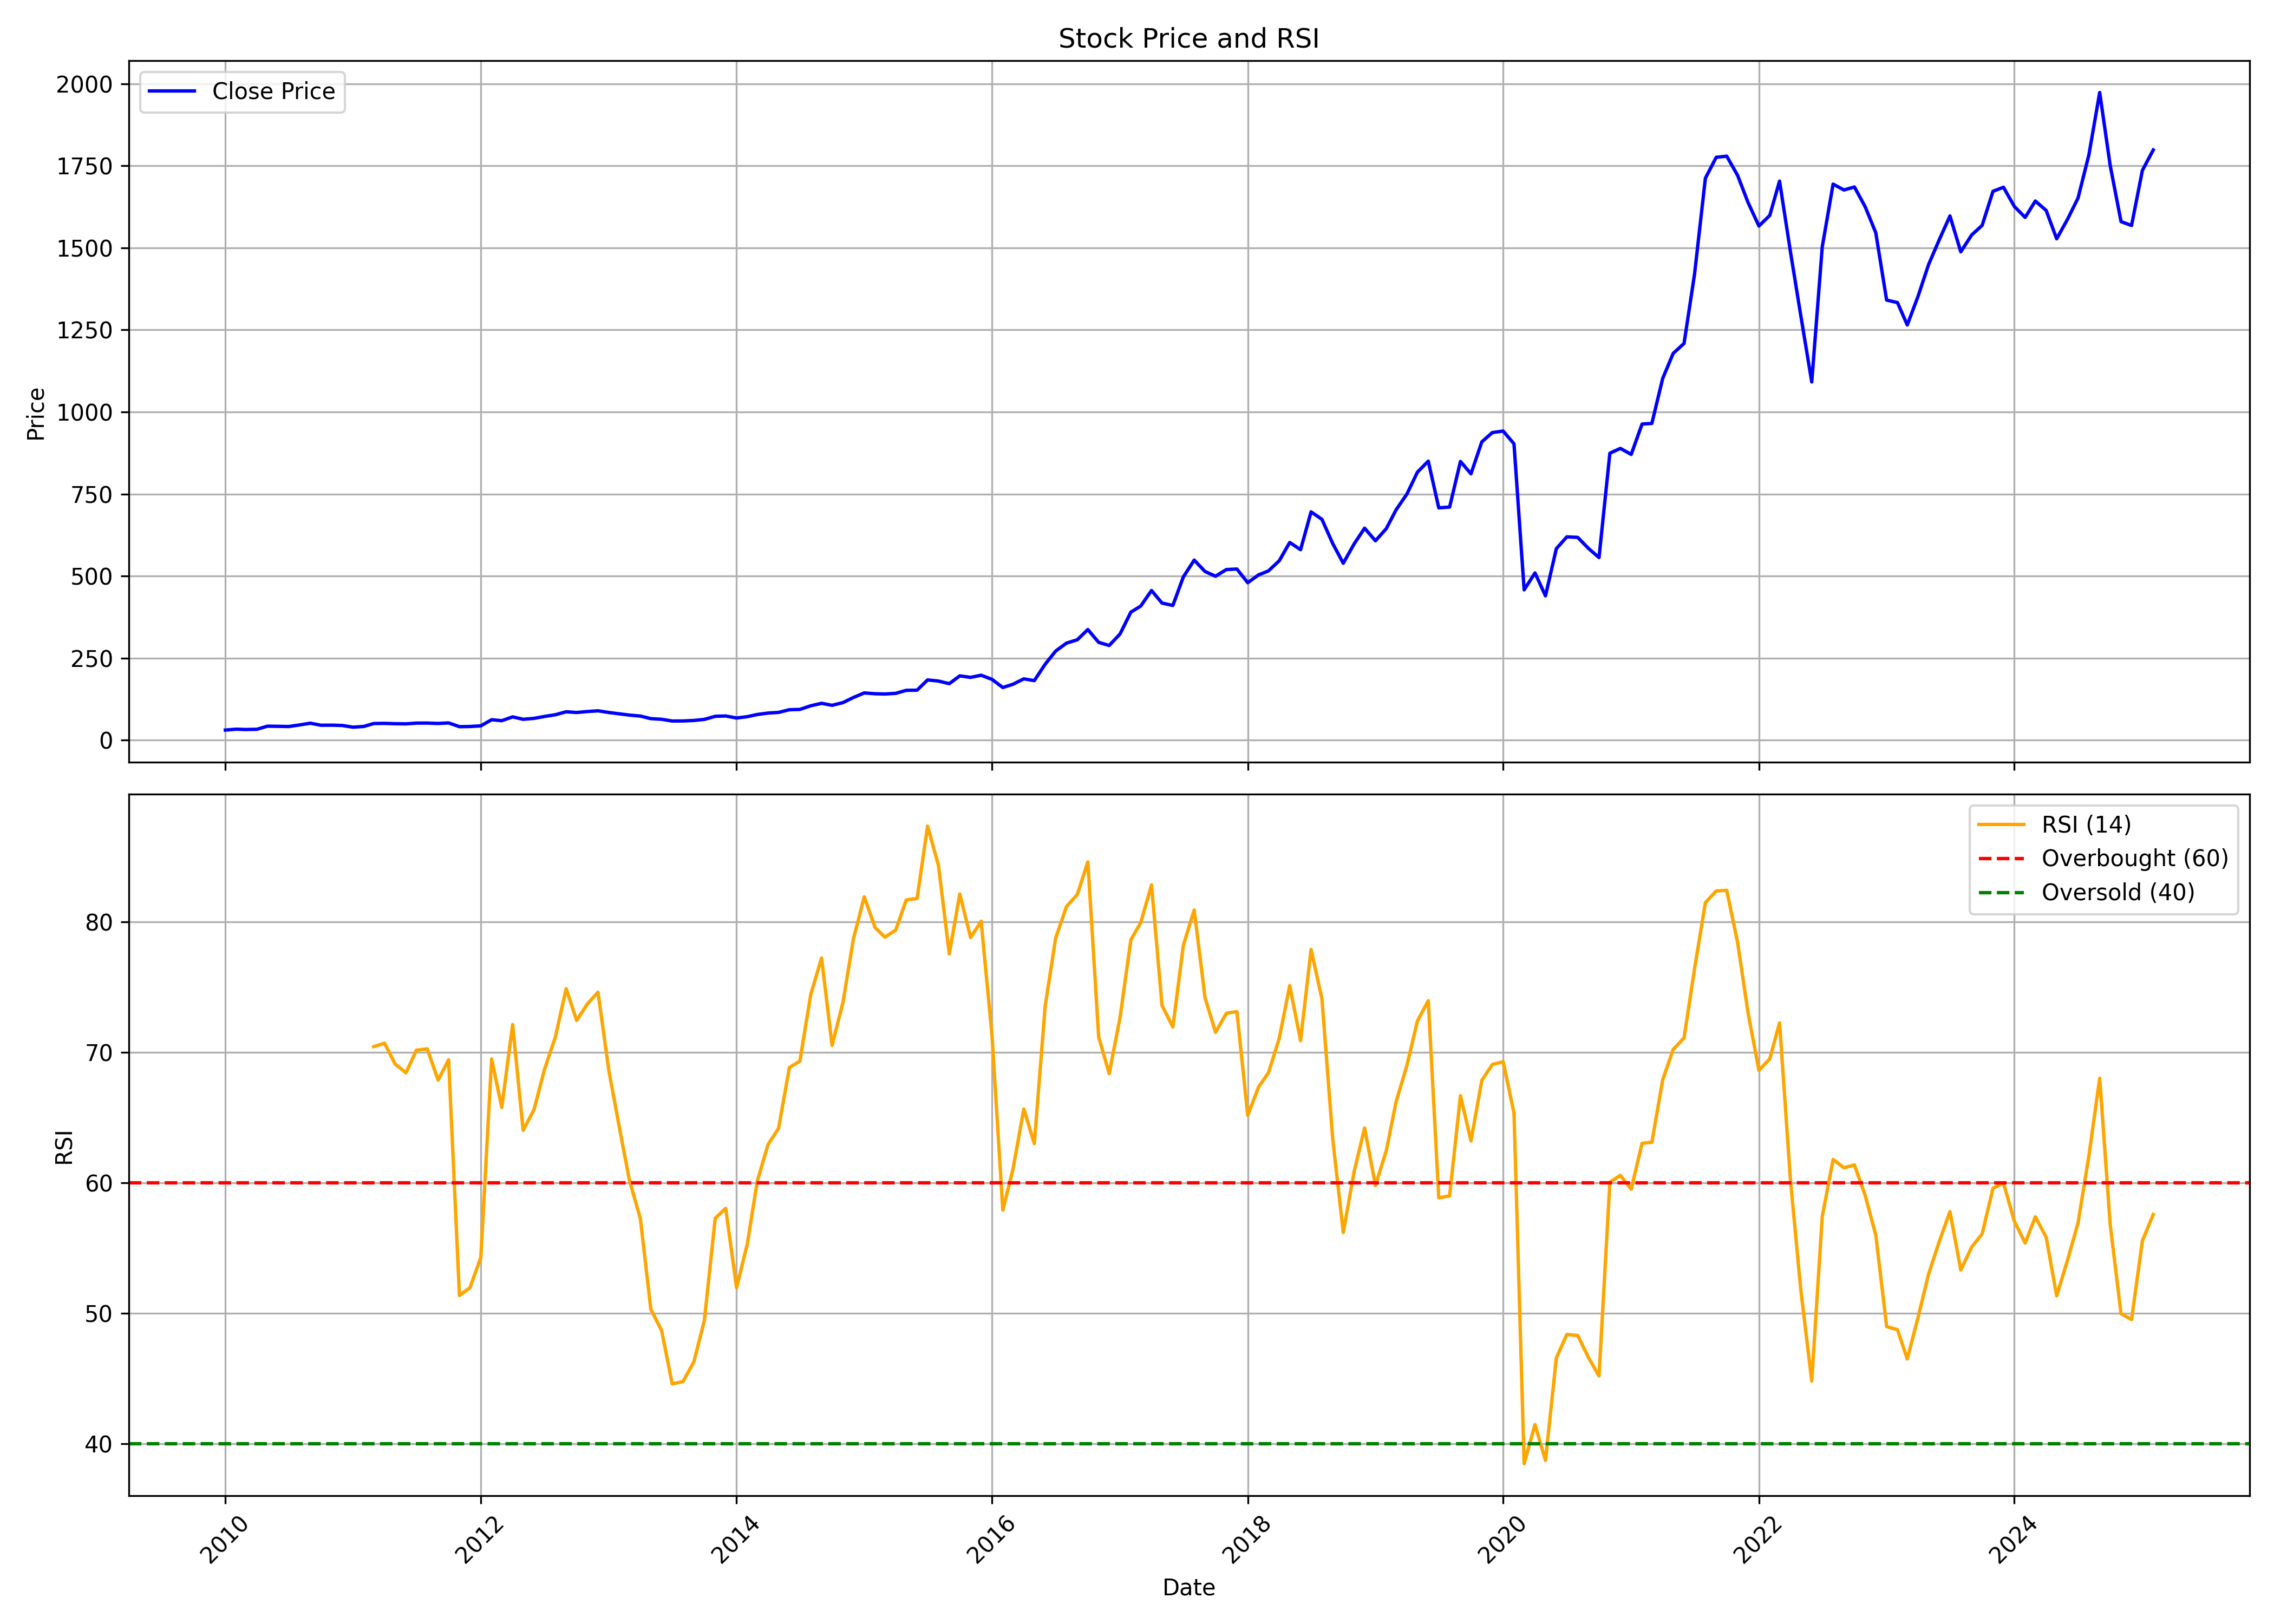 Stock Price and RSI
Close Price
2000
1750
1500
1250
1000
750
500
250
0
Price
RSI (14)
Overbought (60)
Oversold (40)
80
70
60
50
40
RSI
2010
2012
2014
2016
2018
2020
2022
2024
Date